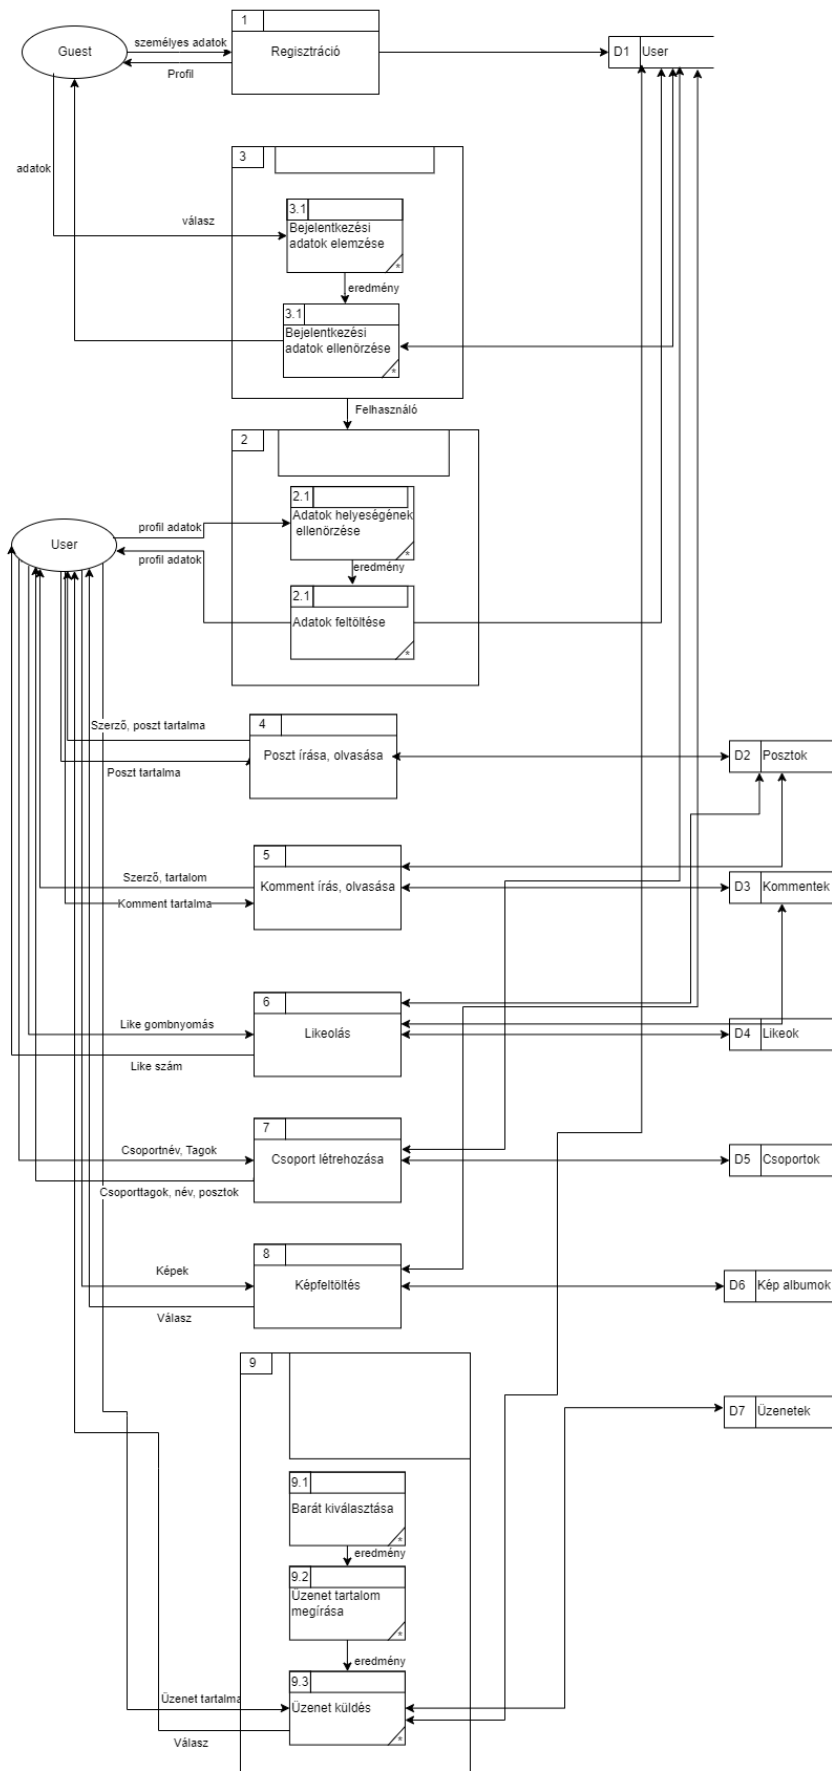 1
Guest
személyes adatok
Regisztráció
Profil
D1 User
adatok
3
válasz
3.1
Bejelentkezési
adatok elemzése
*
eredmény
3.1
Bejelentkezési
adatok ellenörzése
*
Felhasználó
2
2.1
Adatok helyeségének
ellenörzése
*
User
profil adatok
profil adatok
eredmény
2.1
Adatok feltöltése
*
4
Szerző, poszt tartalma
Poszt írása, olvasása
Poszt tartalma
D2 Posztok
5
Szerző, tartalom
Komment írás, olvasása
Komment tartalma
D3 Kommentek
6
Like gombnyomás
Likeolás
Like szám
D4 Likeok
7
Csoportnév, Tagok
Csoport létrehozása
Csoporttagok, név, posztok
D5 Csoportok
8
Képek
Képfeltöltés
Válasz
D6 Kép albumok
9
D7 Üzenetek
9.1
Barát kiválasztása
*
eredmény
9.2
Üzenet tartalom
megírása
*
eredmény
9.3
Üzenet tartalma
Üzenet küldés
Válasz
*